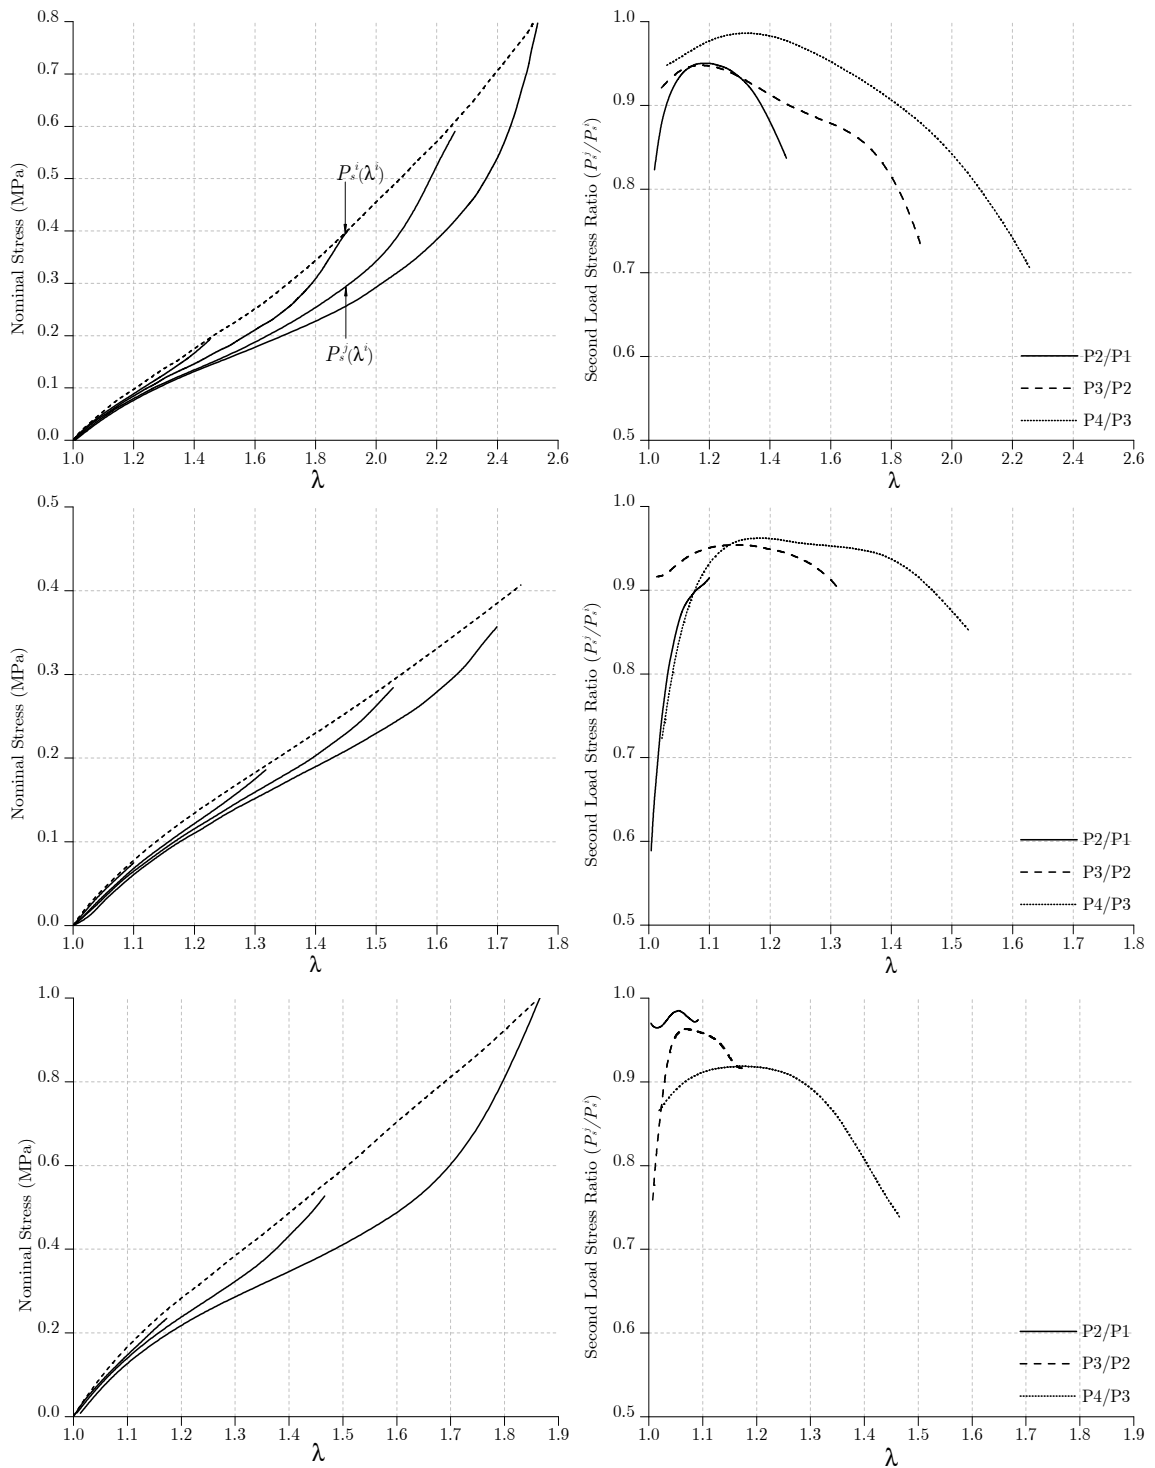 0.8
0.7
0.6
0.5
0.4
0.3
0.2
0.1
0.0
1.0 1.2 1.4 1.6 1.8 2.0 2.2 2.4 2.6
λ
Nominal Stress (MPa)
P_s^i(λ^i)
P_s^j(λ^i)
1.0
0.9
0.8
0.7
0.6
0.5
1.0 1.2 1.4 1.6 1.8 2.0 2.2 2.4 2.6
λ
Second Load Stress Ratio (P_s^j/P_s^i)
P2/P1
P3/P2
P4/P3
0.5
0.4
0.3
0.2
0.1
0.0
1.0 1.1 1.2 1.3 1.4 1.5 1.6 1.7 1.8
λ
Nominal Stress (MPa)
1.0
0.9
0.8
0.7
0.6
0.5
1.0 1.1 1.2 1.3 1.4 1.5 1.6 1.7 1.8
λ
Second Load Stress Ratio (P_s^j/P_s^i)
P2/P1
P3/P2
P4/P3
1.0
0.8
0.6
0.4
0.2
0.0
1.0 1.1 1.2 1.3 1.4 1.5 1.6 1.7 1.8 1.9
λ
Nominal Stress (MPa)
1.0
0.9
0.8
0.7
0.6
0.5
1.0 1.1 1.2 1.3 1.4 1.5 1.6 1.7 1.8 1.9
λ
Second Load Stress Ratio (P_s^j/P_s^i)
P2/P1
P3/P2
P4/P3